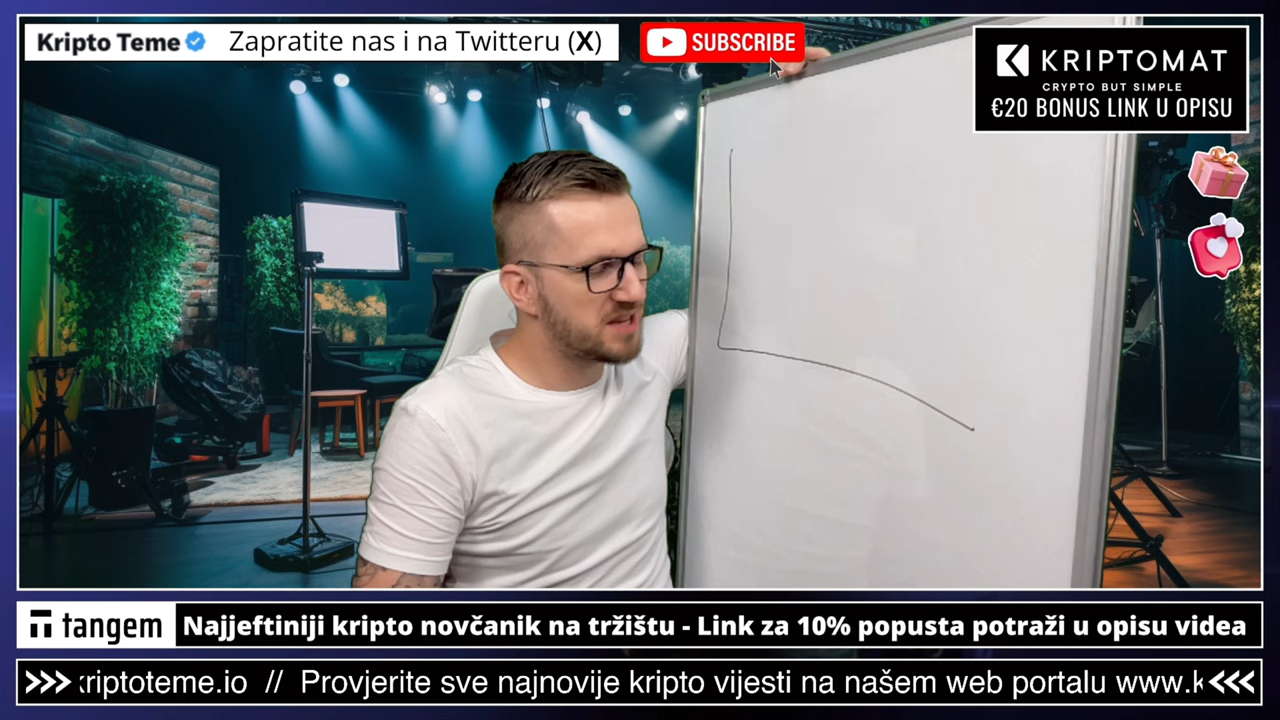 Kripto Teme Zapratite nas i na Twitteru (X)
SUBSCRIBE
KRIPTOMAT
CRYPTO BUT SIMPLE
€20 BONUS LINK U OPISU
tangem Najjeftiniji kripto novčanik na tržištu - Link za 10% popusta potraži u opisu videa
riptoteme.io // Provjerite sve najnovije kripto vijesti na našem web portalu www.k